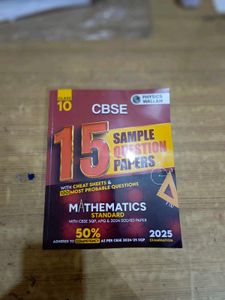 CLASS
10
CBSE
PHYSICS
WALLAH
15
SAMPLE
QUESTION
PAPERS
WITH CHEAT SHEETS &
MOST PROBABLE QUESTIONS
MATHEMATICS
STANDARD
50%
2025
EXAMINATION